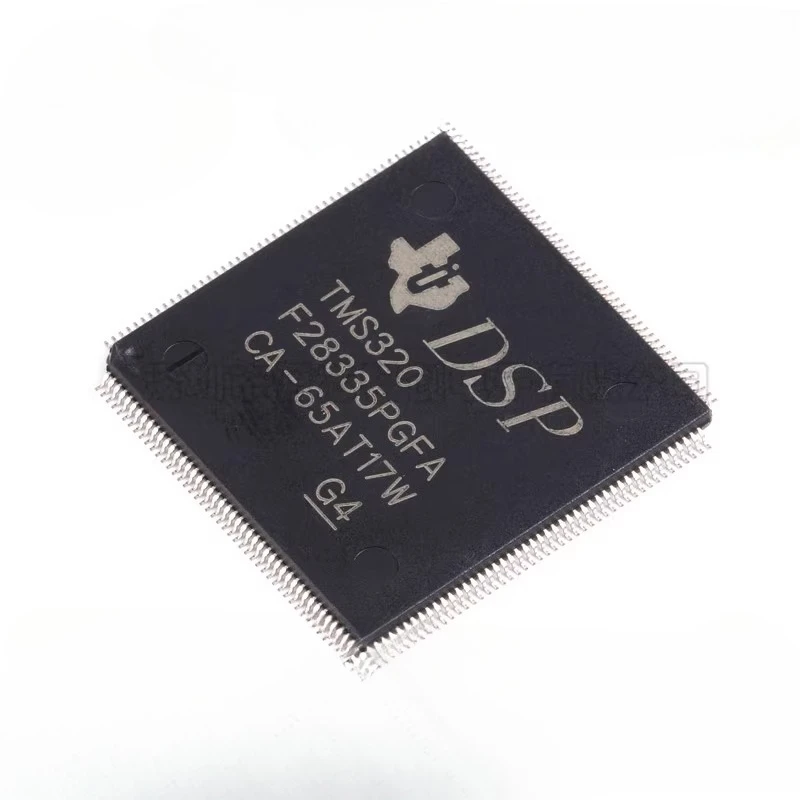 DSP
TMS320
F28335PGFA
CA-65AT17W
G4